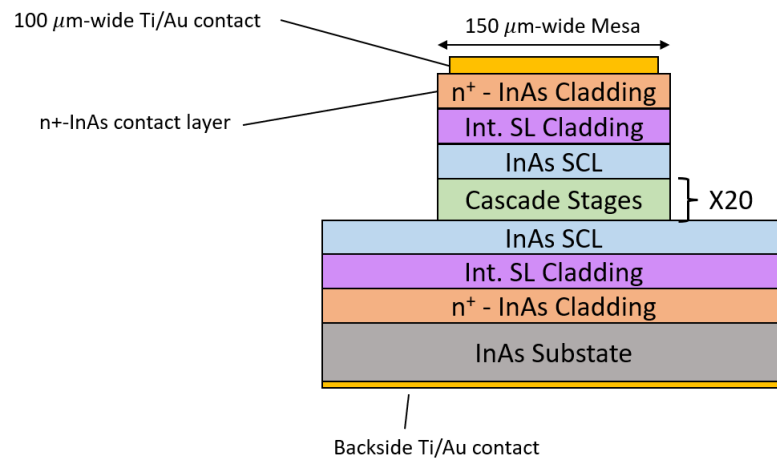 100 μm-wide Ti/Au contact
150 μm-wide Mesa
n⁺ - InAs Cladding
n+-InAs contact layer
Int. SL Cladding
InAs SCL
Cascade Stages
X20
InAs SCL
Int. SL Cladding
n⁺ - InAs Cladding
InAs Substate
Backside Ti/Au contact